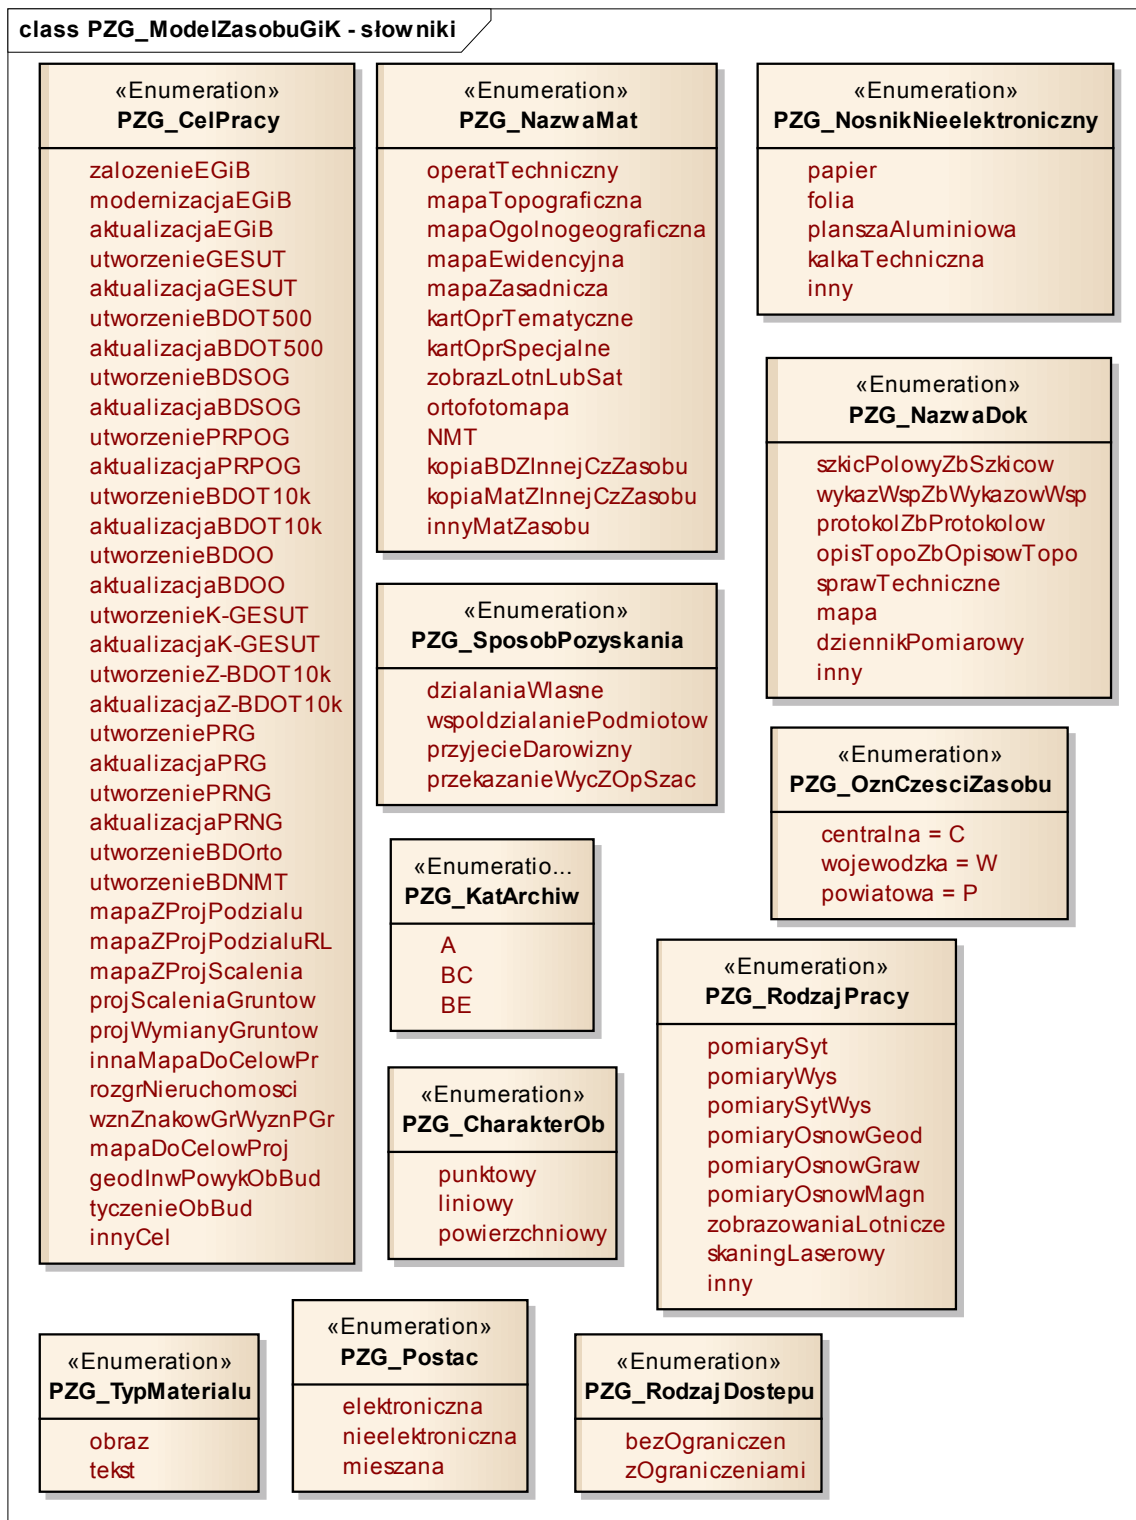 class PZG_ModelZasobuGiK - słowniki
«Enumeration»
PZG_CelPracy
zalozenieEGiB
modernizacjaEGiB
aktualizacjaEGiB
utworzenieGESUT
aktualizacjaGESUT
utworzenieBDOT500
aktualizacjaBDOT500
utworzenieBDSOG
aktualizacjaBDSOG
utworzeniePRPOG
aktualizacjaPRPOG
utworzenieBDOT10k
aktualizacjaBDOT10k
utworzenieBDOO
aktualizacjaBDOO
utworzenieK-GESUT
aktualizacjaK-GESUT
utworzenieZ-BDOT10k
aktualizacjaZ-BDOT10k
utworzeniePRG
aktualizacjaPRG
utworzeniePRNG
aktualizacjaPRNG
utworzenieBDOrto
utworzenieBDNMT
mapaZProjPodzialu
mapaZProjPodzialuRL
mapaZProjScalenia
projScaleniaGruntow
projWymianyGruntow
innaMapaDoCelowPr
rozgrNieruchomosci
wznZnakowGrWyznPGr
mapaDoCelowProj
geodInwPowykObBud
tyczenieObBud
innyCel
«Enumeration»
PZG_NazwaMat
operatTechniczny
mapaTopograficzna
mapaOgolnogeograficzna
mapaEwidencyjna
mapaZasadnicza
kartOprTematyczne
kartOprSpecjalne
zobrazLotnLubSat
ortofotomapa
NMT
kopiaBDZInnejCzZasobu
kopiaMatZInnejCzZasobu
innyMatZasobu
«Enumeration»
PZG_NosnikNieelektroniczny
papier
folia
planszaAluminiowa
kalkaTechniczna
inny
«Enumeration»
PZG_NazwaDok
szkicPolowyZbSzkicow
wykazWspZbWykazowWsp
protokolZbProtokolow
opisTopoZbOpisowTopo
sprawTechniczne
mapa
dziennikPomiarowy
inny
«Enumeration»
PZG_SposobPozyskania
dzialaniaWlasne
wspoldzialaniePodmiotow
przyjecieDarowizny
przekazanieWycZOpSzac
«Enumeration»
PZG_OznCzesciZasobu
centralna = C
wojewodzka = W
powiatowa = P
«Enumeratio...
PZG_KatArchiw
A
BC
BE
«Enumeration»
PZG_RodzajPracy
pomiarySyt
pomiaryWys
pomiarySytWys
pomiaryOsnowGeod
pomiaryOsnowGraw
pomiaryOsnowMagn
zobrazowaniaLotnicze
skaningLaserowy
inny
«Enumeration»
PZG_CharakterOb
punktowy
liniowy
powierzchniowy
«Enumeration»
PZG_TypMaterialu
obraz
tekst
«Enumeration»
PZG_Postac
elektroniczna
nieelektroniczna
mieszana
«Enumeration»
PZG_RodzajDostepu
bezOgraniczen
zOgraniczeniami